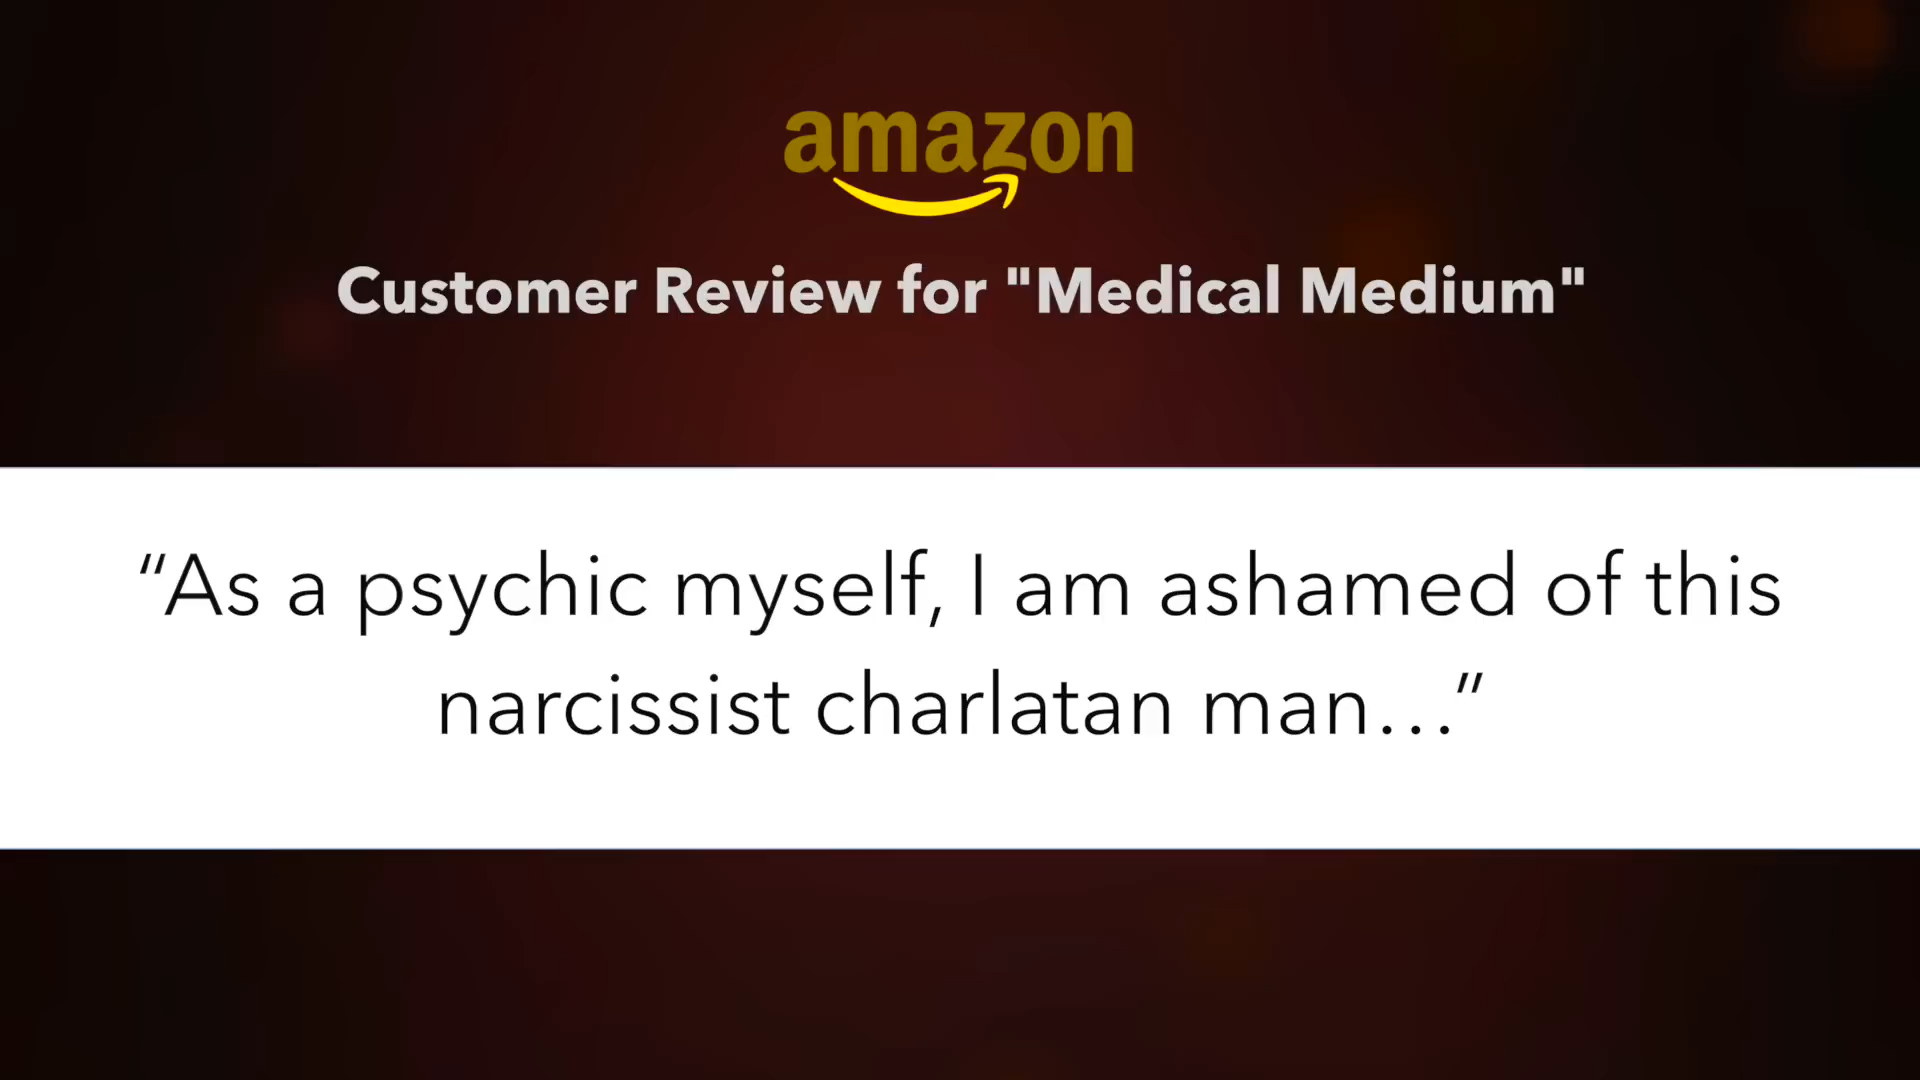 amazon
Customer Review for "Medical Medium"
“As a psychic myself, I am ashamed of this
narcissist charlatan man…”